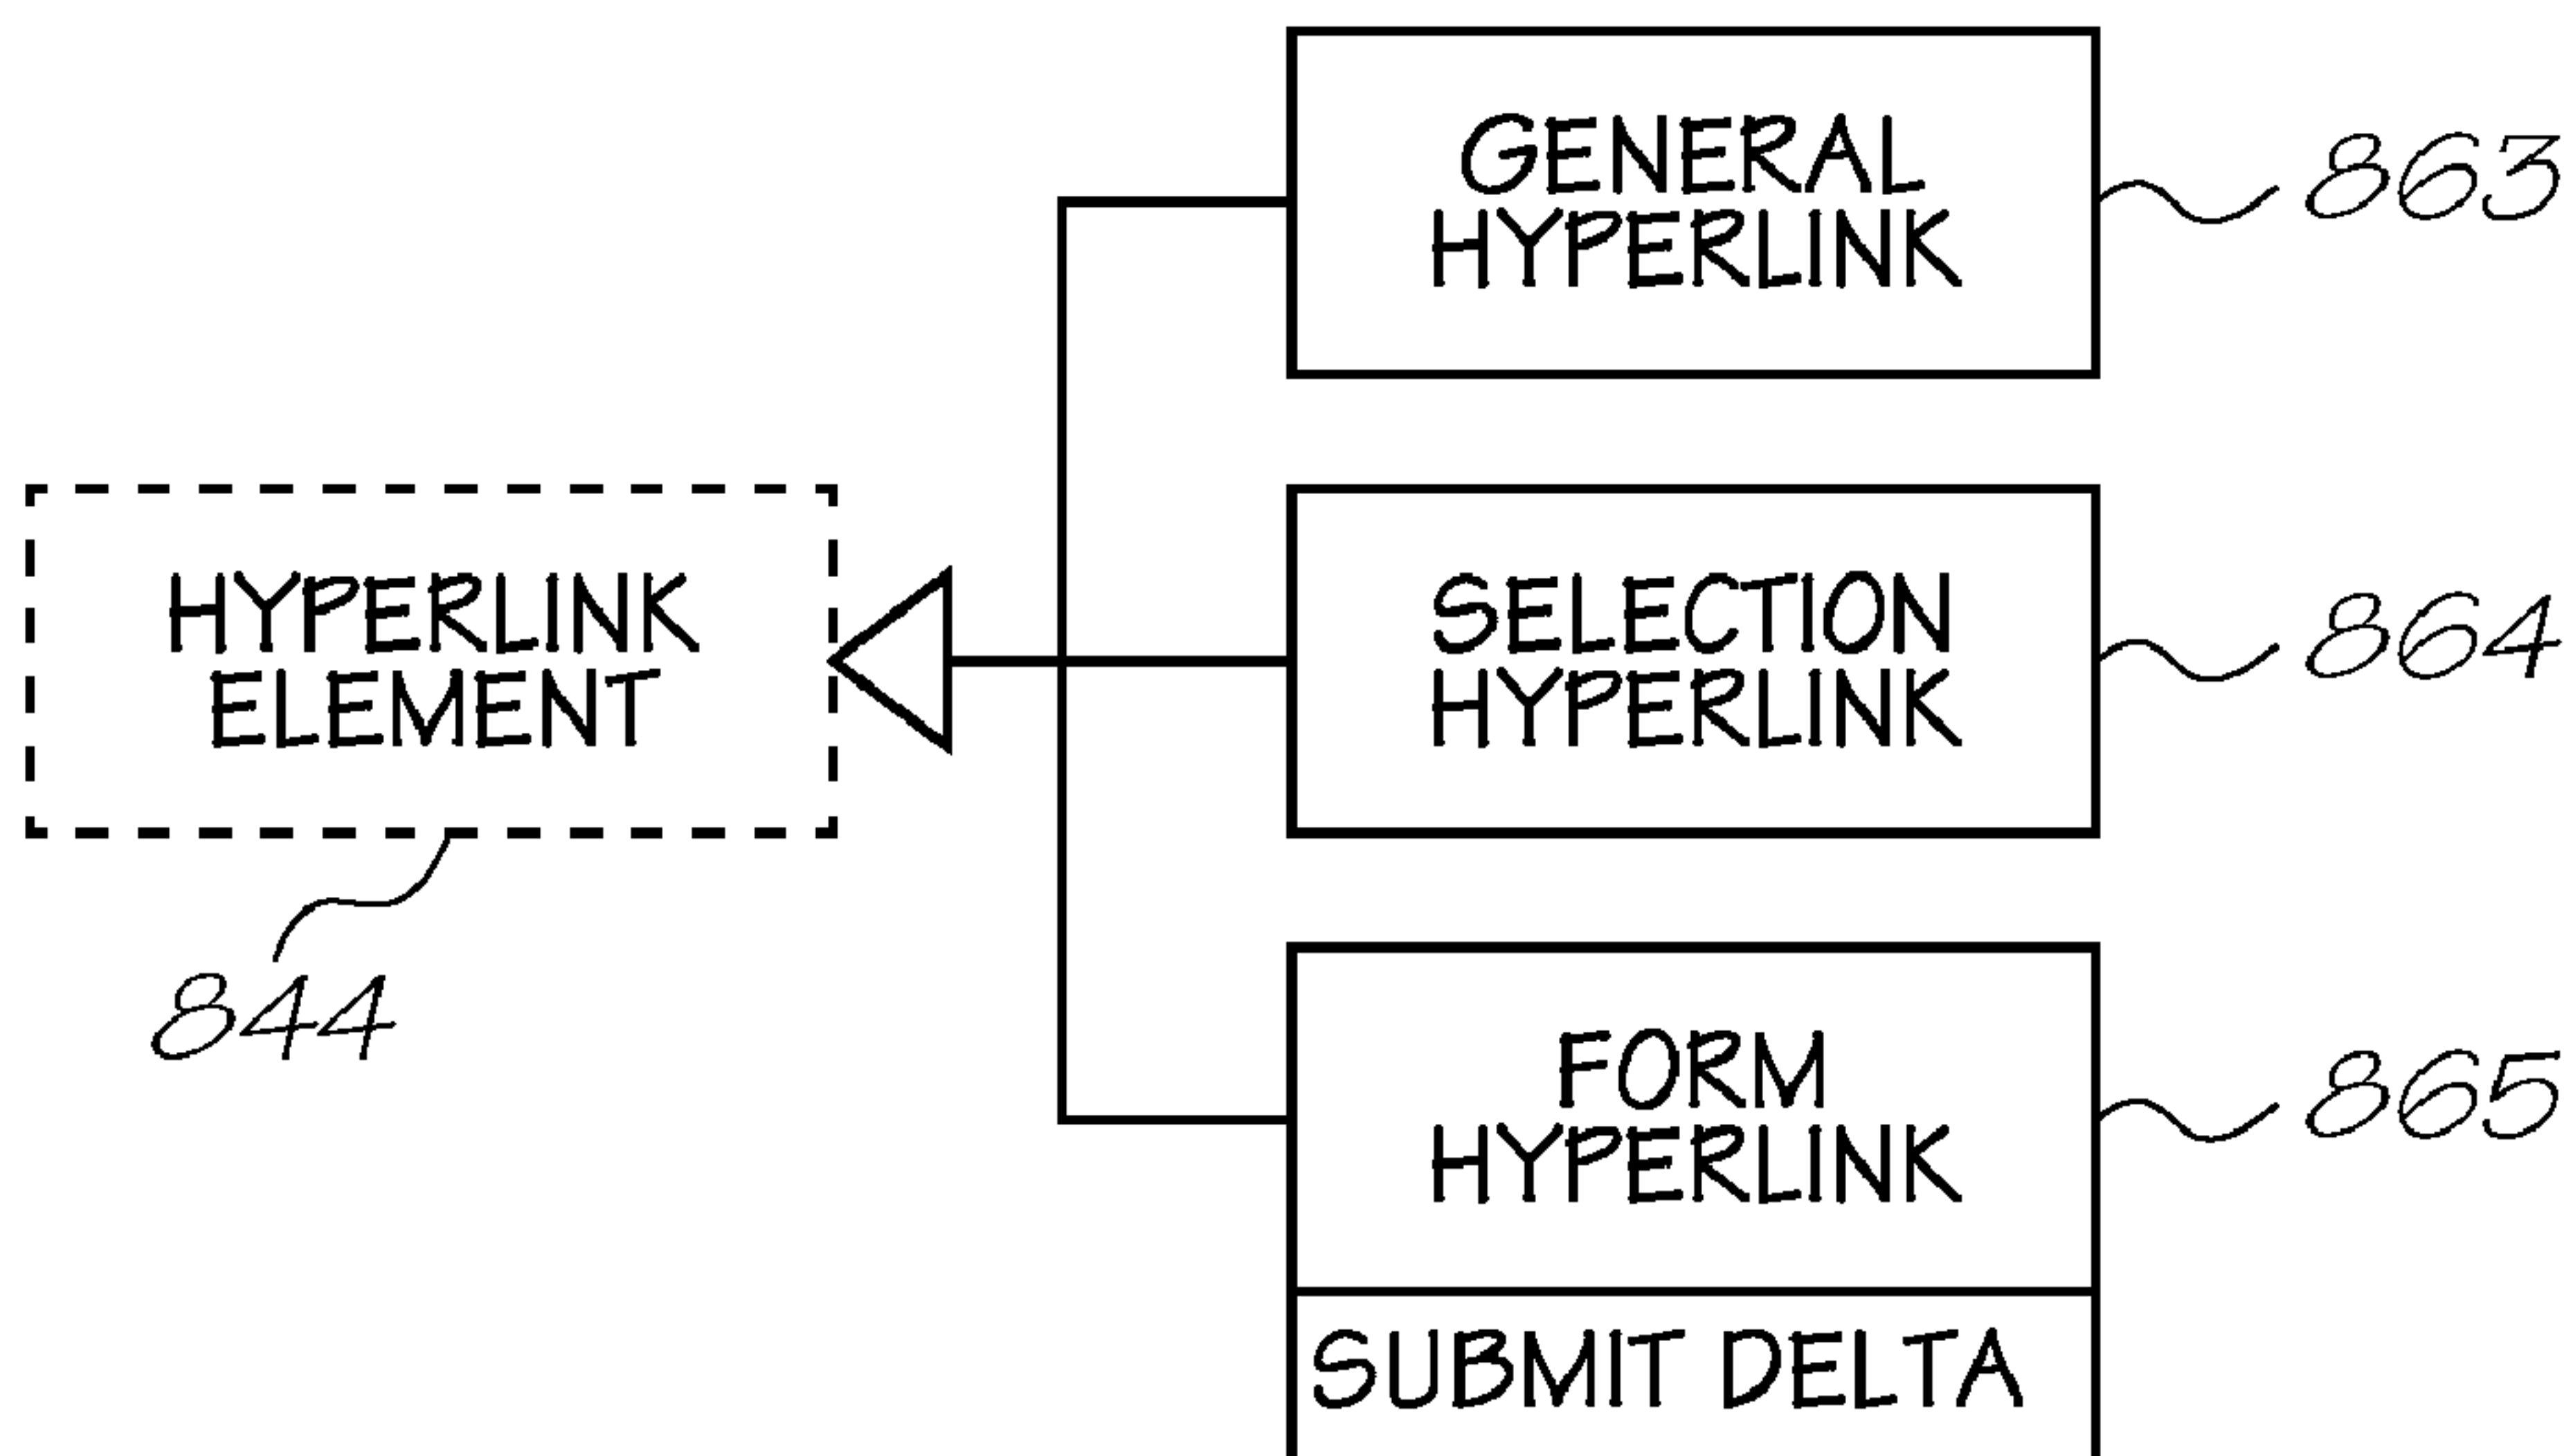 GENERAL
HYPERLINK
863
HYPERLINK
ELEMENT
844
SELECTION
HYPERLINK
864
FORM
HYPERLINK
865
SUBMIT DELTA